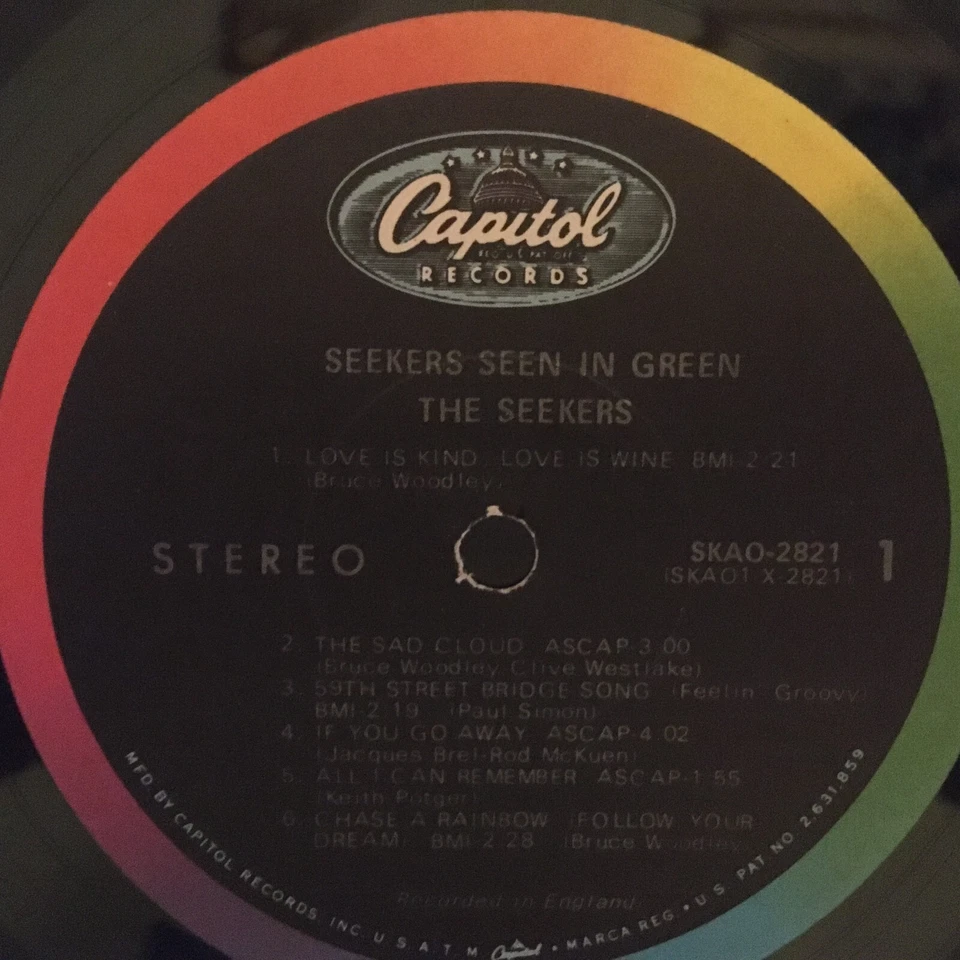 Capitol
REG. U.S. PAT. OFF.
RECORDS
SEEKERS SEEN IN GREEN
THE SEEKERS
1. LOVE IS KIND LOVE IS WINE BMI-2 21
(Bruce Woodley)
STEREO
SKAO-2821
(SKAO1 X 2821)
1
2. THE SAD CLOUD ASCAP-3 00
(Bruce Woodley Clive Westlake)
3. 59TH STREET BRIDGE SONG (Feelin' Groovy)
BMI-2 19 (Paul Simon)
4. IF YOU GO AWAY ASCAP-4 02
(Jacques Brel-Rod McKuen)
5. ALL I CAN REMEMBER ASCAP-1 55
(Keith Potger)
6. CHASE A RAINBOW (FOLLOW YOUR
DREAM) BMI-2 28 (Bruce Woodley)
Recorded in England
MFD. BY CAPITOL RECORDS, INC. U S A T M Capitol • MARCA REG. • U.S. PAT NO. 2,631,859